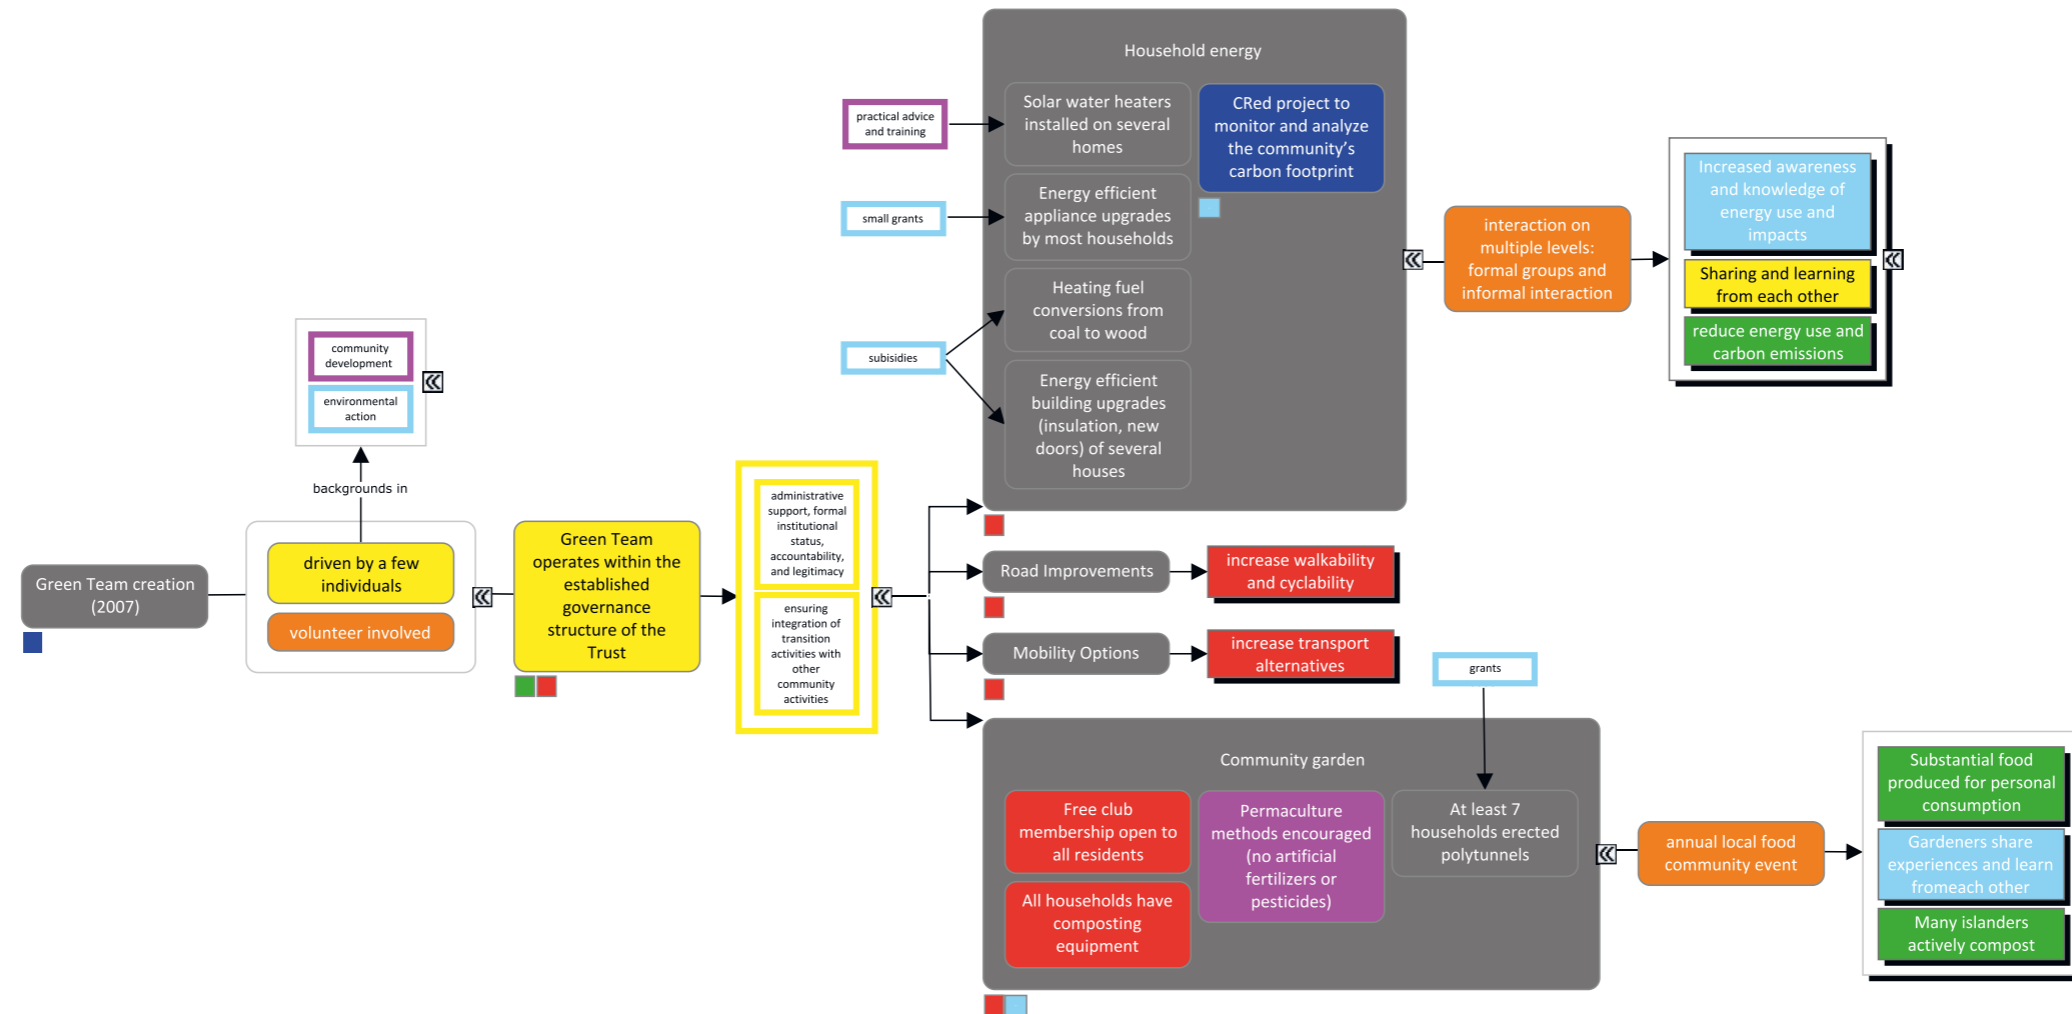 Household energy
practical advice
and training
Solar water heaters
installed on several
homes
CRed project to
monitor and analyze
the community’s
carbon footprint
small grants
Energy efficient
appliance upgrades
by most households
subisidies
Heating fuel
conversions from
coal to wood
Energy efficient
building upgrades
(insulation, new
doors) of several
houses
interaction on
multiple levels:
formal groups and
informal interaction
Increased awareness
and knowledge of
energy use and
impacts
Sharing and learning
from each other
reduce energy use and
carbon emissions
community
development
environmental
action
backgrounds in
Green Team creation
(2007)
driven by a few
individuals
volunteer involved
Green Team
operates within the
established
governance
structure of the
Trust
administrative
support, formal
institutional
status,
accountability,
and legitimacy
ensuring
integration of
transition
activities with
other
community
activities
Road Improvements
increase walkability
and cyclability
Mobility Options
increase transport
alternatives
grants
Community garden
Free club
membership open to
all residents
All households have
composting
equipment
Permaculture
methods encouraged
(no artificial
fertilizers or
pesticides)
At least 7
households erected
polytunnels
annual local food
community event
Substantial food
produced for personal
consumption
Gardeners share
experiences and learn
fromeach other
Many islanders
actively compost